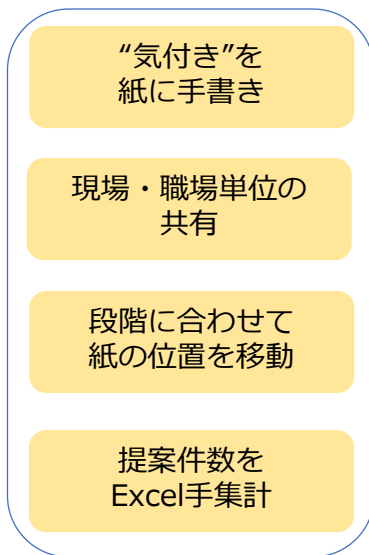 “気付き”を
紙に手書き
現場・職場単位の
共有
段階に合わせて
紙の位置を移動
提案件数を
Excel手集計